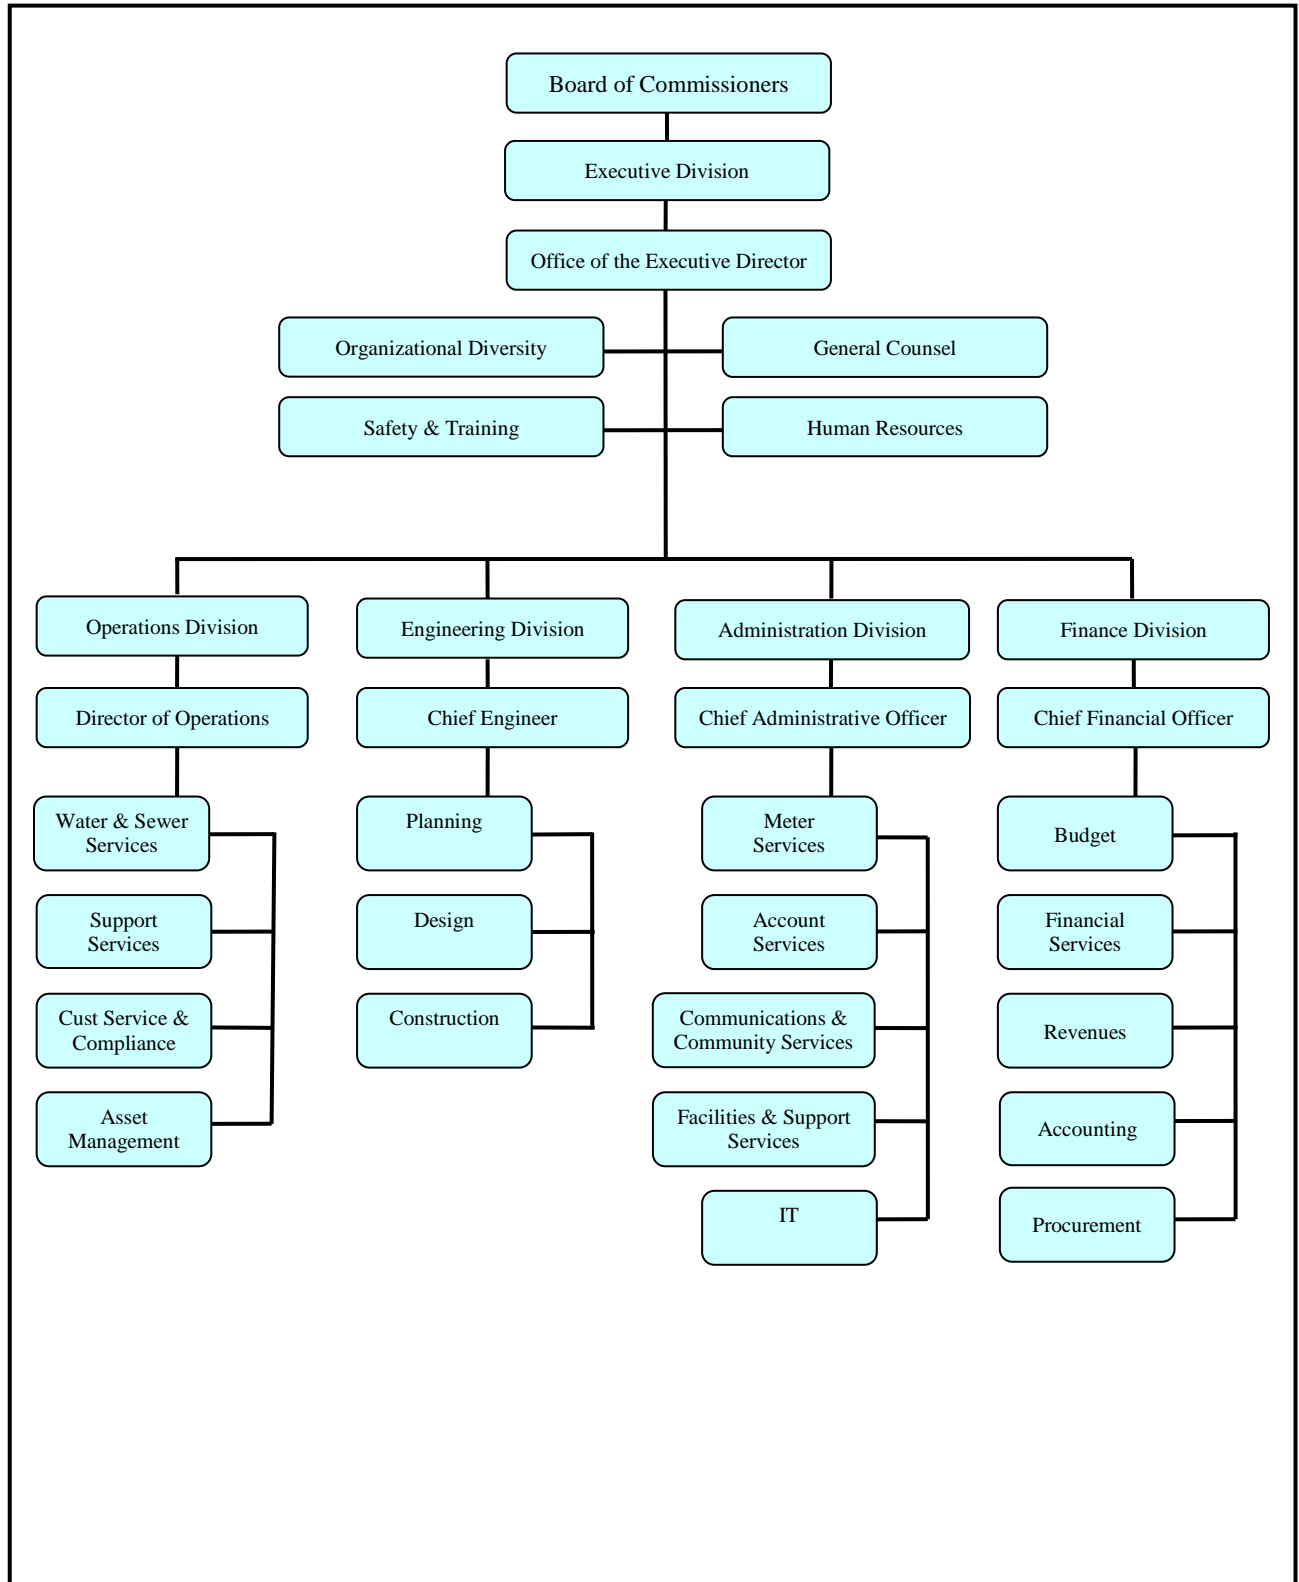 Board of Commissioners
Executive Division
Office of the Executive Director
Organizational Diversity
General Counsel
Safety & Training
Human Resources
Operations Division
Engineering Division
Administration Division
Finance Division
Director of Operations
Chief Engineer
Chief Administrative Officer
Chief Financial Officer
Water & Sewer
Services
Planning
Meter
Services
Budget
Support
Services
Design
Account
Services
Financial
Services
Cust Service &
Compliance
Construction
Communications &
Community Services
Revenues
Asset
Management
Facilities & Support
Services
Accounting
IT
Procurement